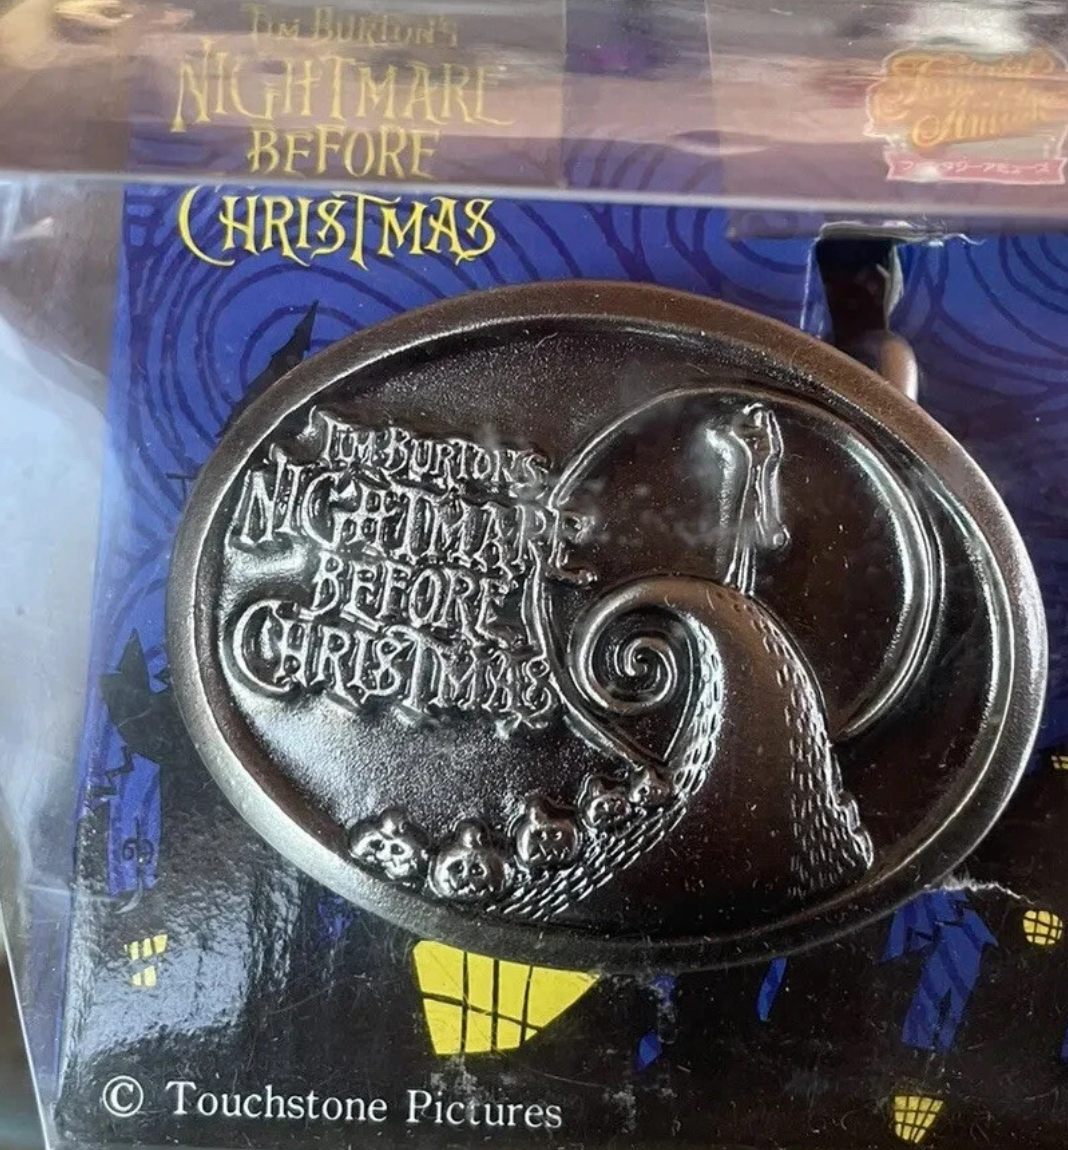 TIM BURTON'S
NIGHTMARE
BEFORE
CHRISTMAS
TIM BURTON'S
NIGHTMARE
BEFORE
CHRISTMAS
© Touchstone Pictures